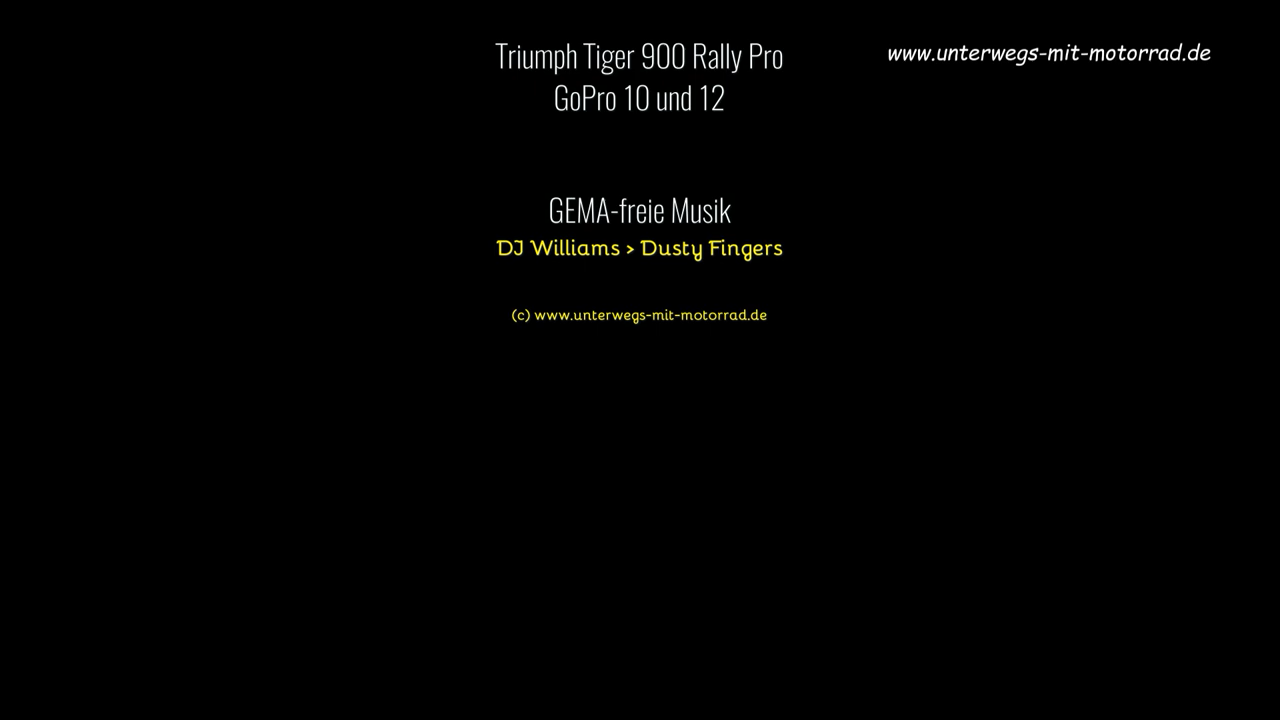 Triumph Tiger 900 Rally Pro
www.unterwegs-mit-motorrad.de
GoPro 10 und 12
GEMA-freie Musik
DJ Williams > Dusty Fingers
(c) www.unterwegs-mit-motorrad.de